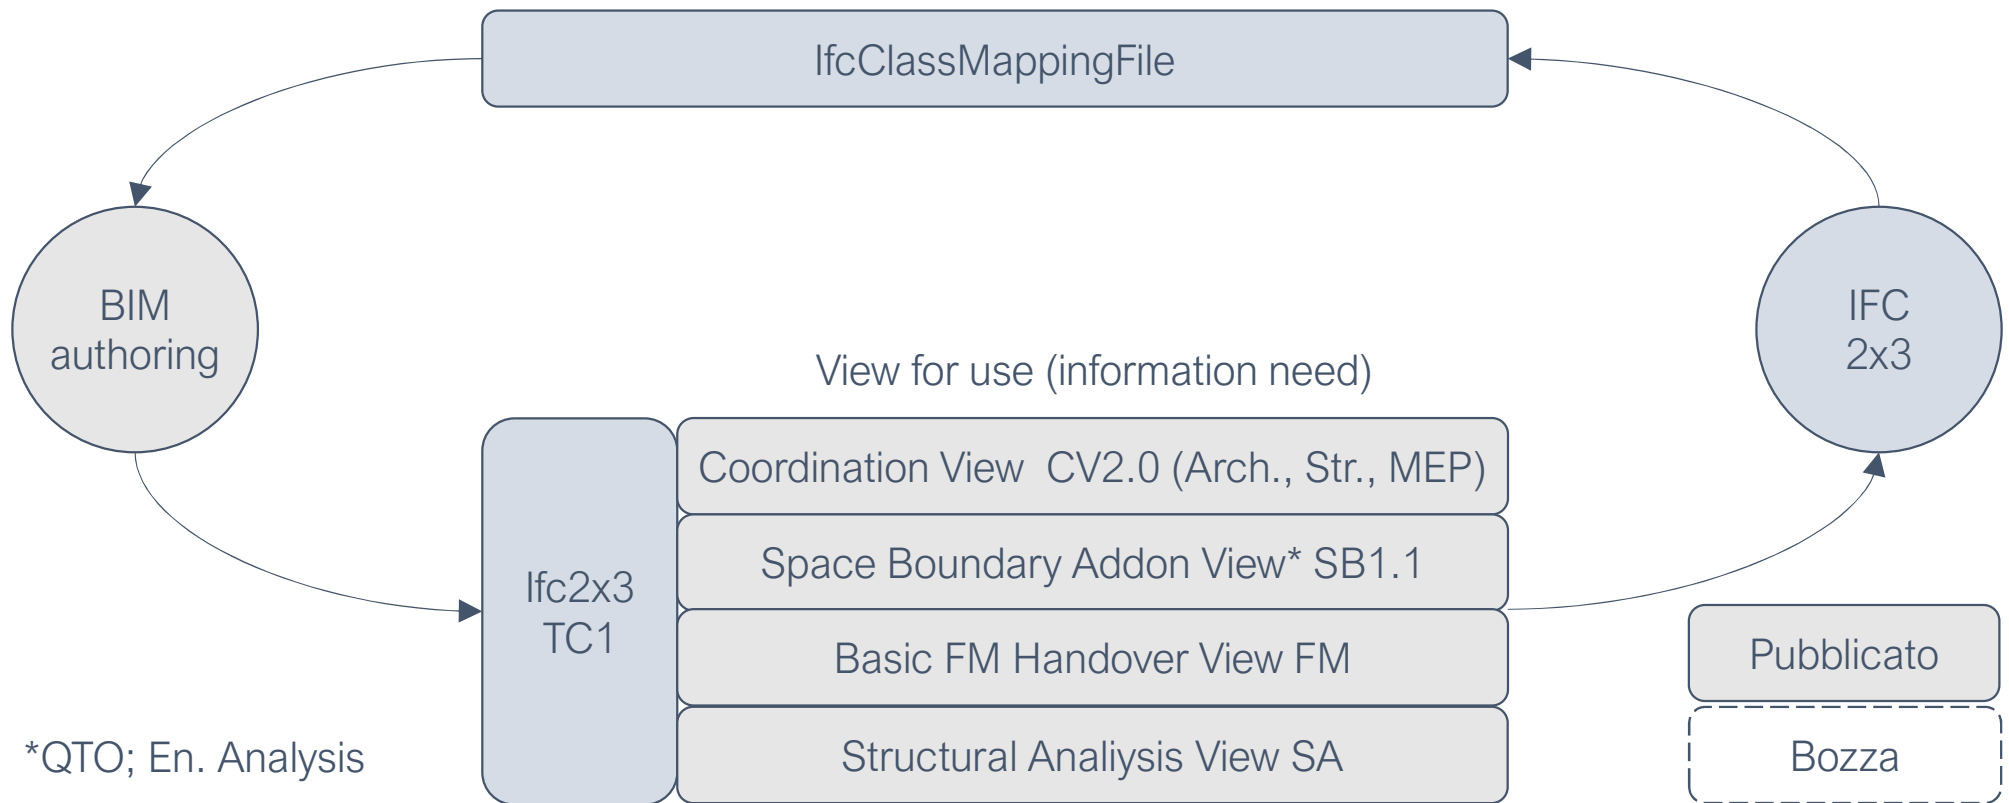 IfcClassMappingFile
BIM
authoring
IFC
2x3
View for use (information need)
Ifc2x3
TC1
Coordination View  CV2.0 (Arch., Str., MEP)
Space Boundary Addon View* SB1.1
Basic FM Handover View FM
Structural Analiysis View SA
Pubblicato
Bozza
*QTO; En. Analysis